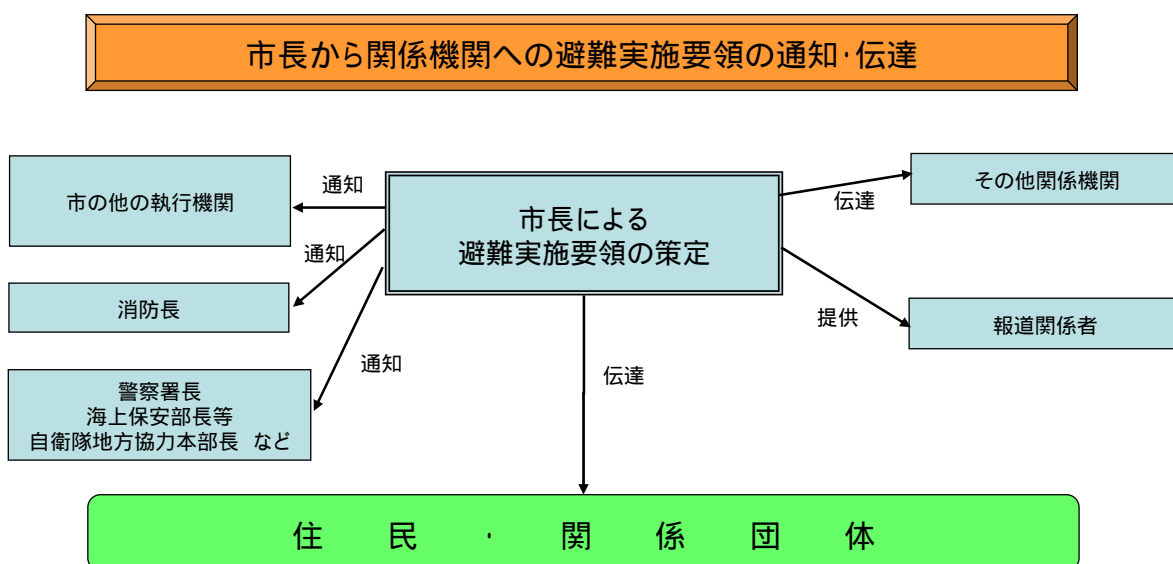 市長から関係機関への避難実施要領の通知･伝達
市の他の執行機関
通知
市長による
避難実施要領の策定
伝達
その他関係機関
通知
消防長
提供
報道関係者
通知
警察署長
海上保安部長等
自衛隊地方協力本部長　など
伝達
住　民　･　関　係　団　体